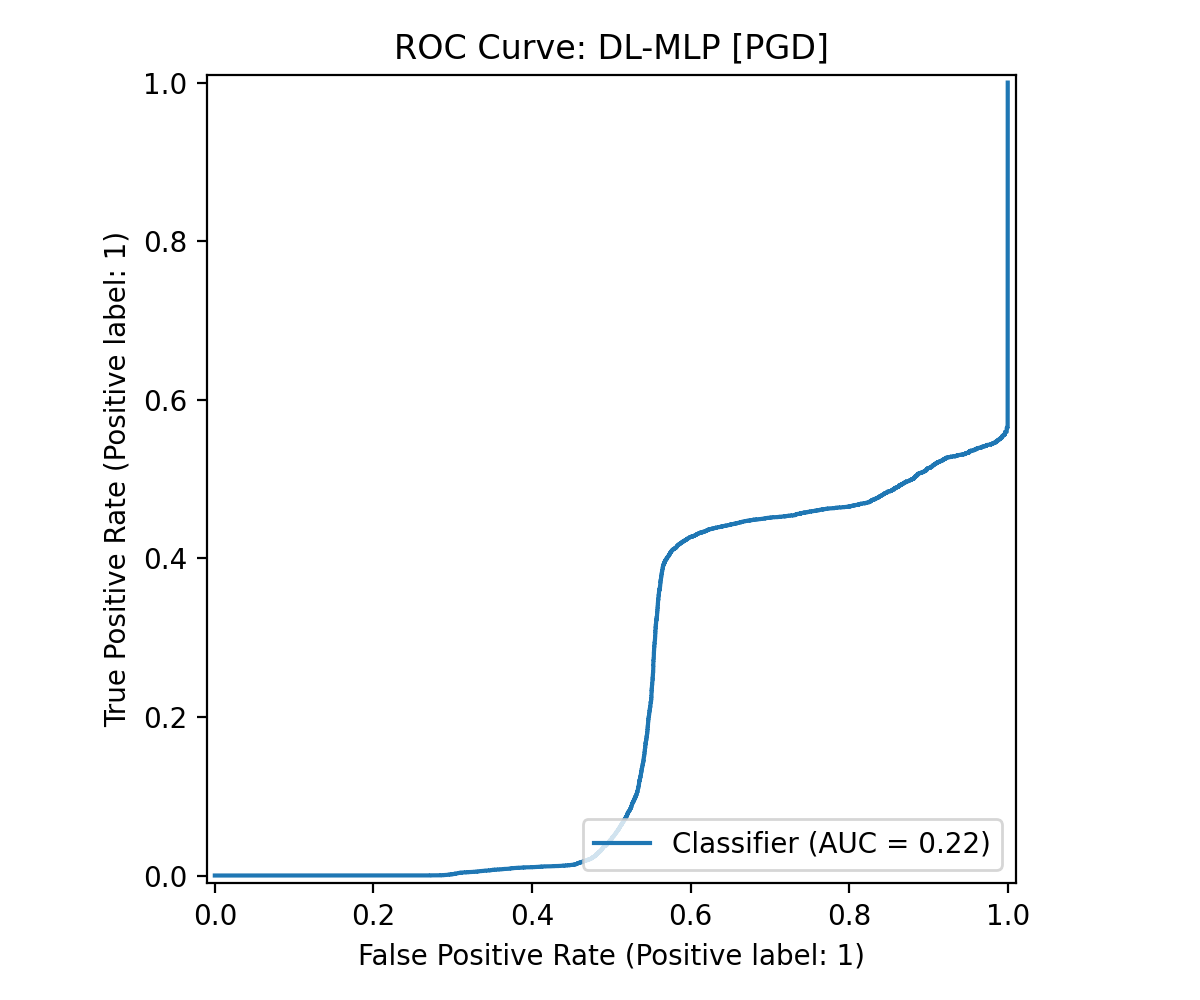 ROC Curve: DL-MLP [PGD]
1.0
0.8
0.6
0.4
0.2
0.0
True Positive Rate (Positive label: 1)
Classifier (AUC = 0.22)
0.0 0.2 0.4 0.6 0.8 1.0
False Positive Rate (Positive label: 1)